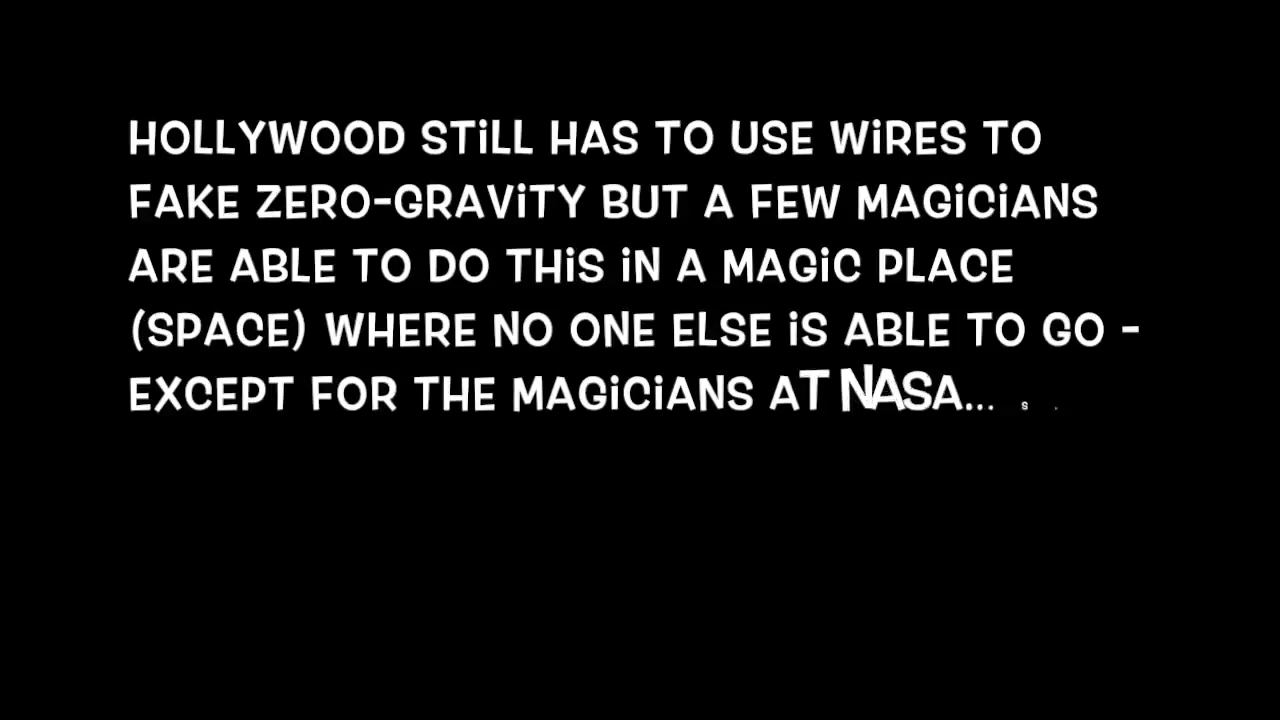 HOLLYWOOD STiLL HAS TO USE WiRES TO
FAKE ZERO-GRAViTY BUT A FEW MAGiCiANS
ARE ABLE TO DO THiS iN A MAGiC PLACE
(SPACE) WHERE NO ONE ELSE iS ABLE TO GO -
EXCEPT FOR THE MAGiCiANS AT NASA... s